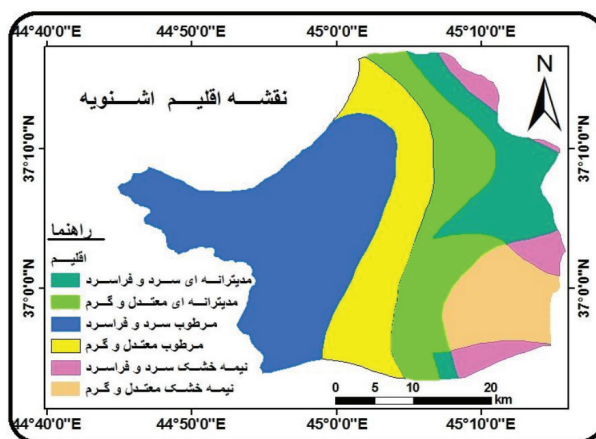 44°40'0"E 44°50'0"E 45°0'0"E 45°10'0"E
نقشه اقلیم اشنویه
N
37°10'0"N 37°10'0"N
راهنما
اقلیم
مدیترانه ای سرد و فراسرد
مدیترانه ای معتدل و گرم
37°0'0"N 37°0'0"N
مرطوب سرد و فراسرد
مرطوب معتدل و گرم
نیمه خشک سرد و فراسرد
نیمه خشک معتدل و گرم
0 5 10 20
km
44°40'0"E 44°50'0"E 45°0'0"E 45°10'0"E